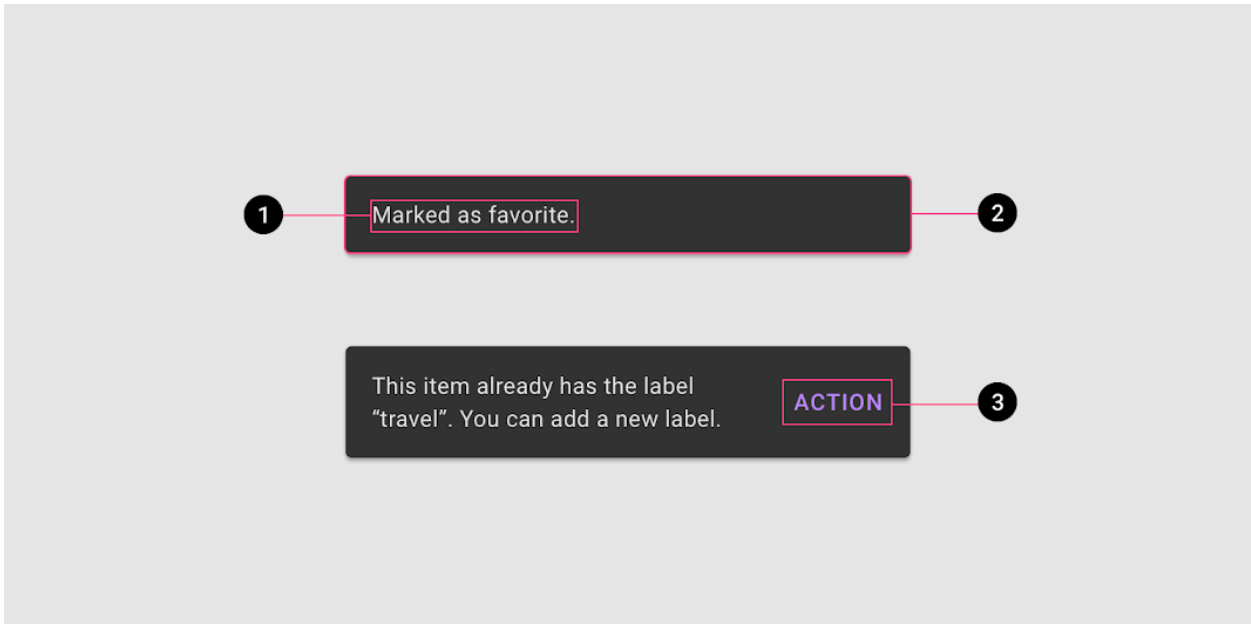 1
Marked as favorite.
2
This item already has the label
“travel”. You can add a new label.
ACTION
3